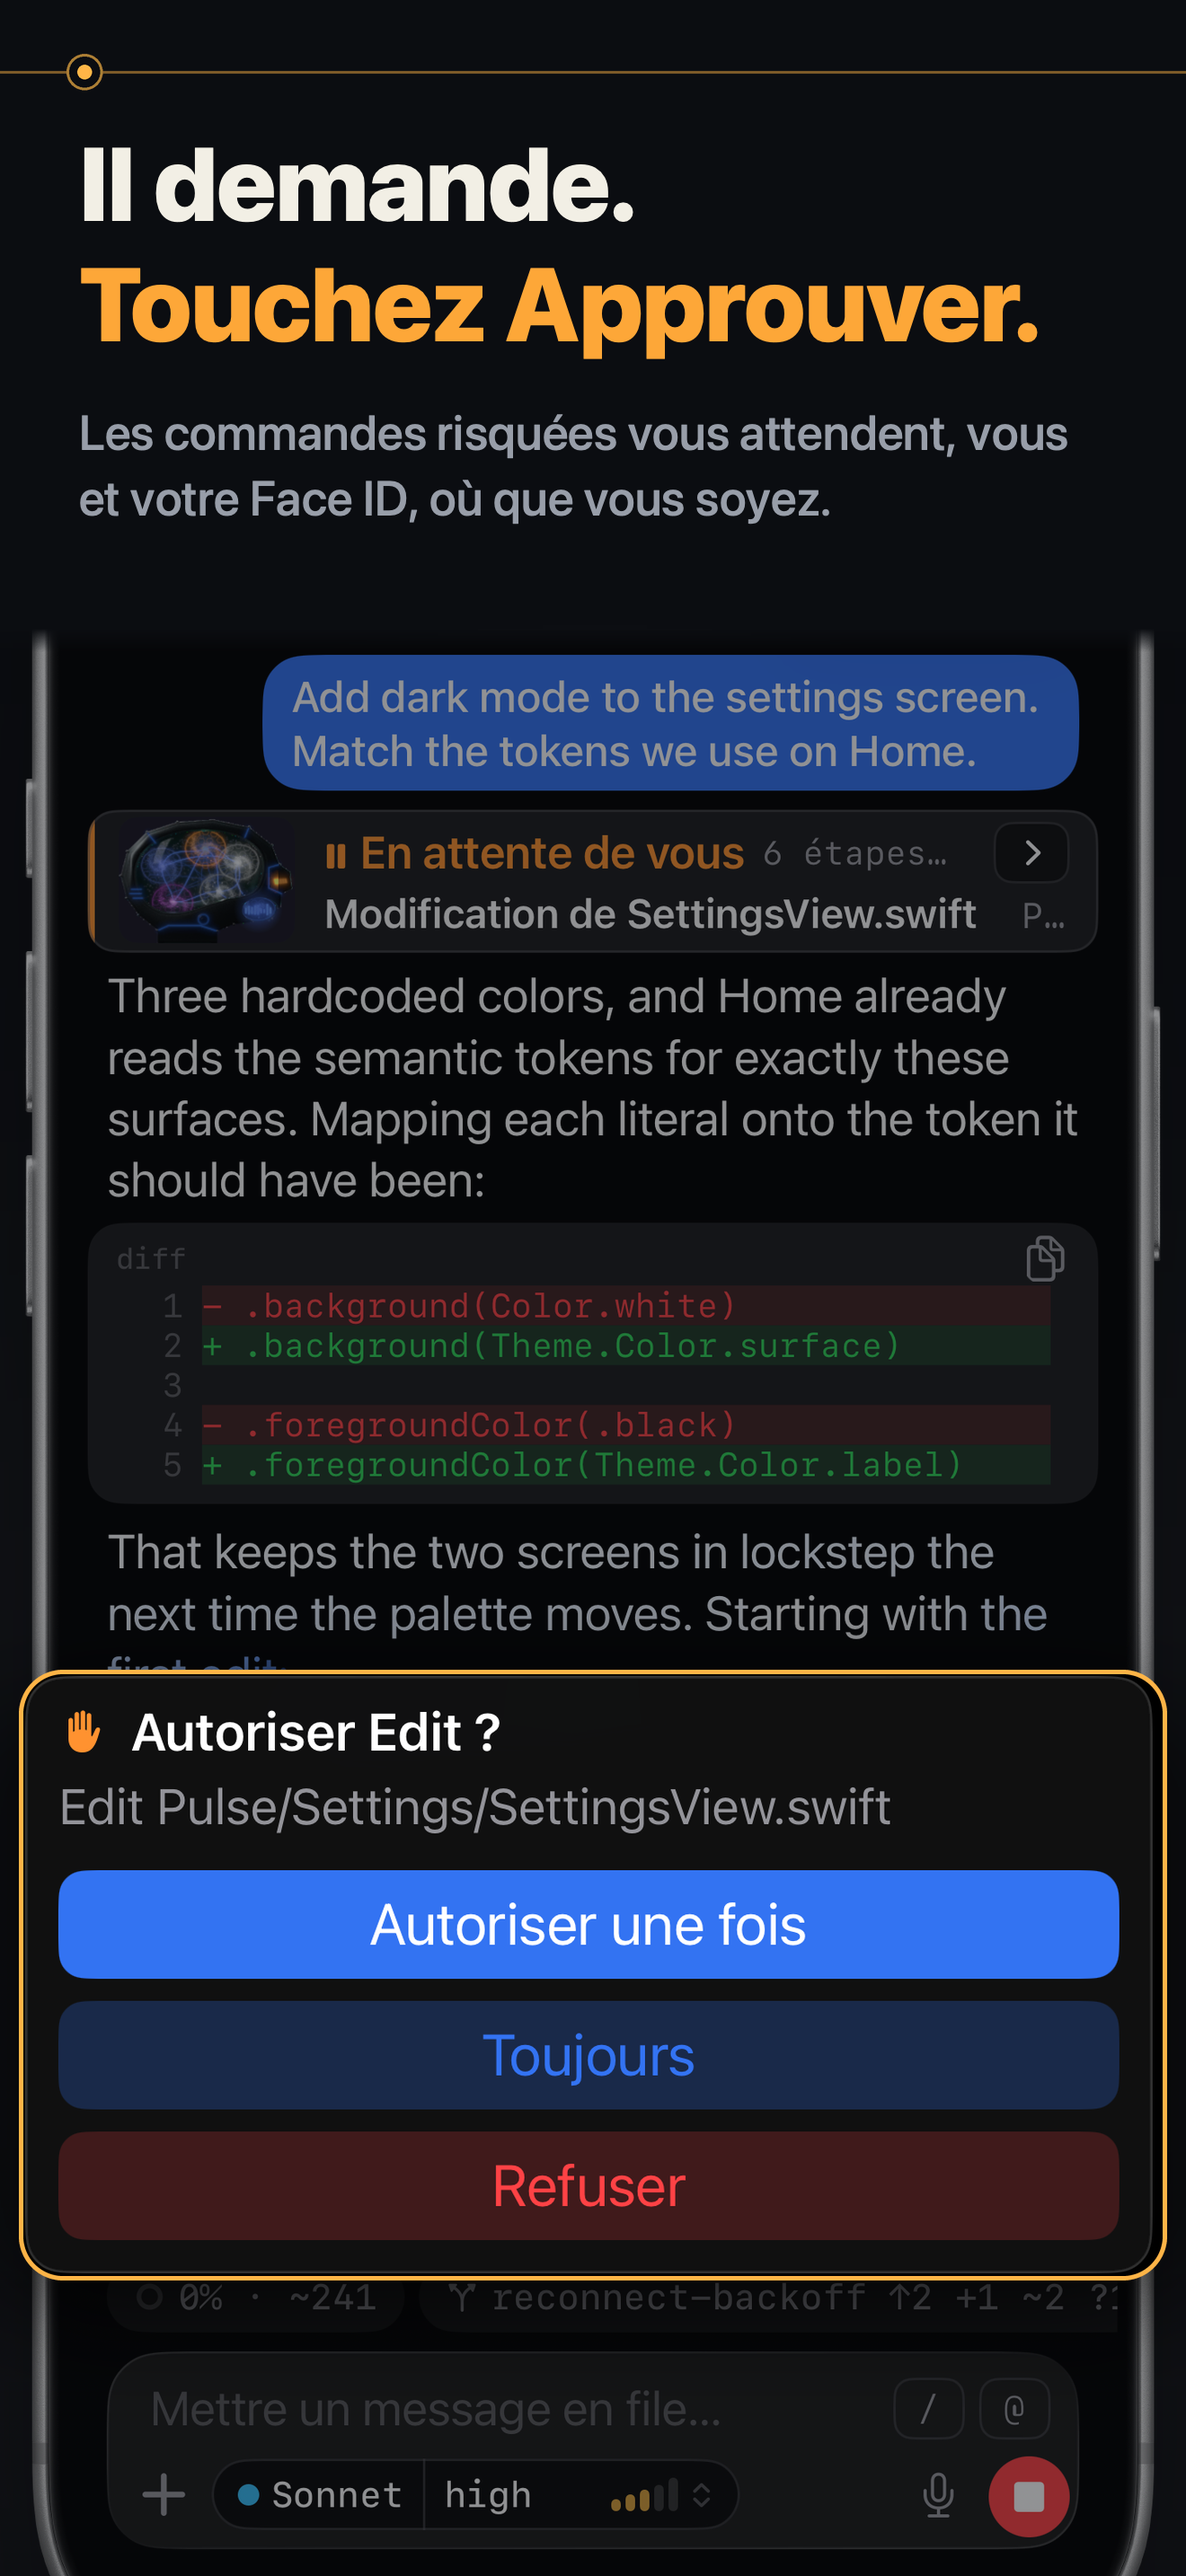 Il demande.
Touchez Approuver.
Les commandes risquées vous attendent, vous
et votre Face ID, où que vous soyez.
Add dark mode to the settings screen.
Match the tokens we use on Home.
En attente de vous 6 étapes…
Modification de SettingsView.swift P…
Three hardcoded colors, and Home already
reads the semantic tokens for exactly these
surfaces. Mapping each literal onto the token it
should have been:
diff
1 - .background(Color.white)
2 + .background(Theme.Color.surface)
3
4 - .foregroundColor(.black)
5 + .foregroundColor(Theme.Color.label)
That keeps the two screens in lockstep the
next time the palette moves. Starting with the
first edit:
Autoriser Edit ?
Edit Pulse/Settings/SettingsView.swift
Autoriser une fois
Toujours
Refuser
0% · ~241 reconnect-backoff ↑2 +1 ~2
Mettre un message en file... / @
Sonnet high